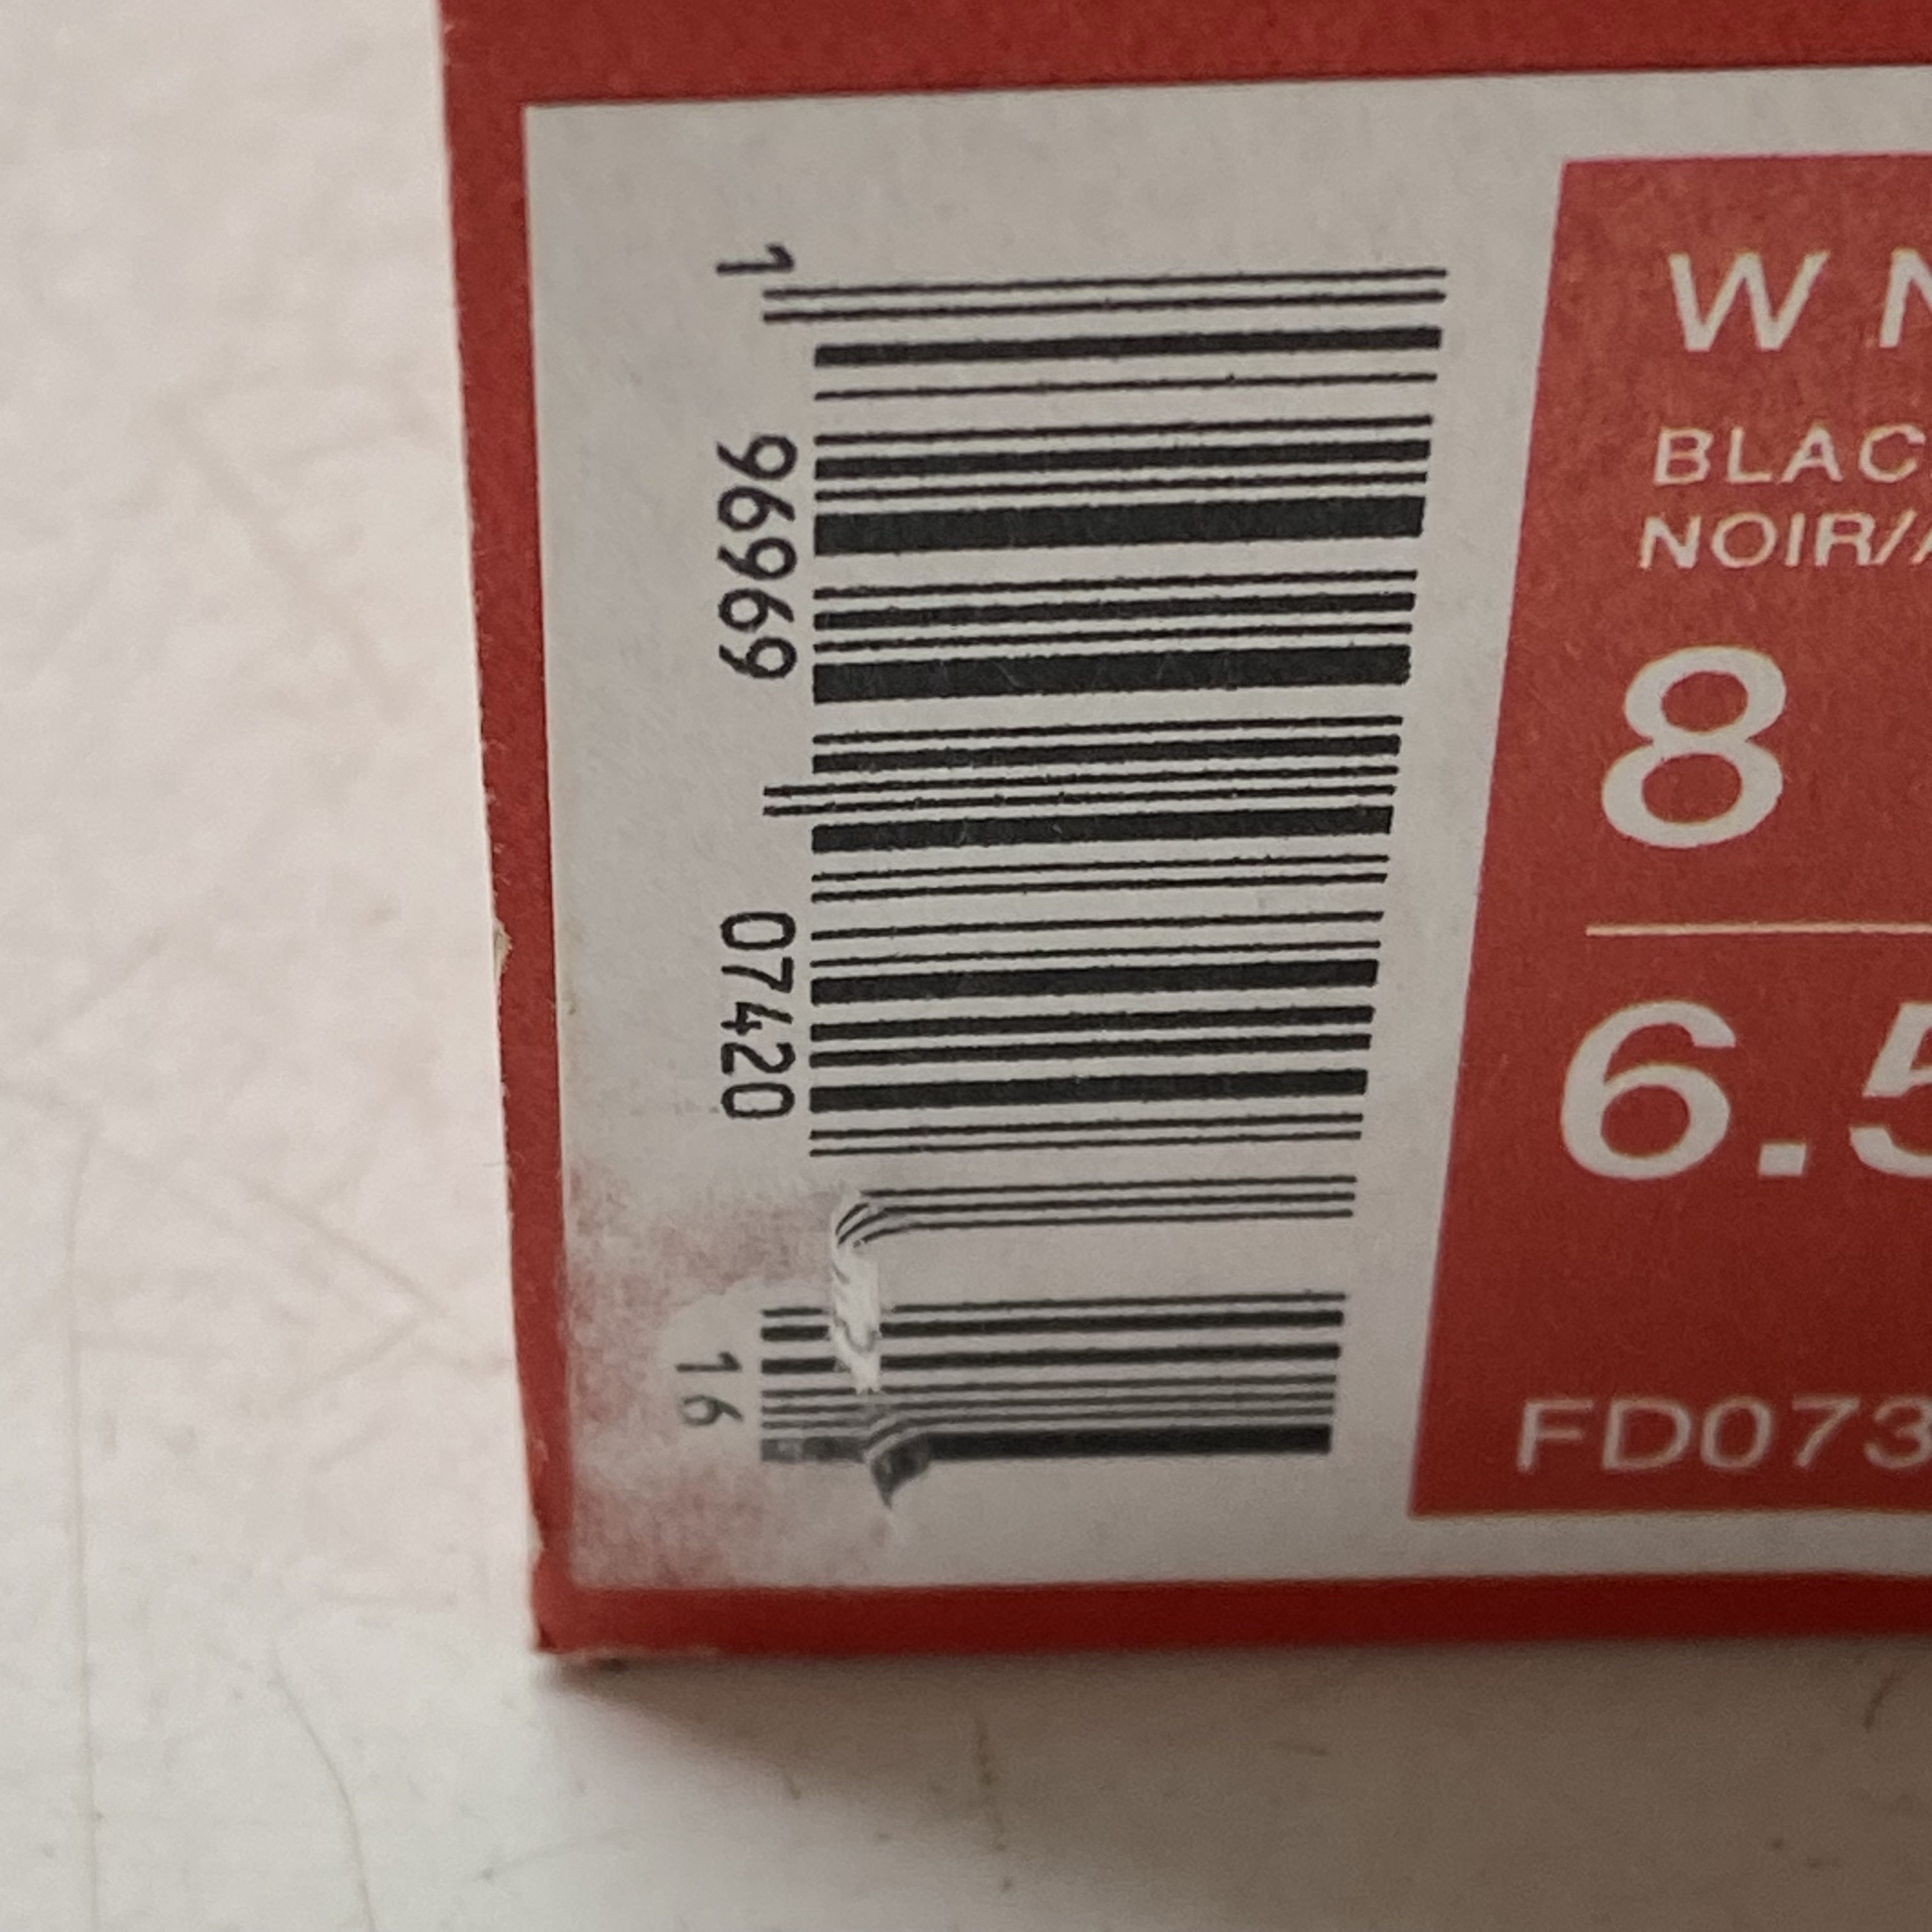 1 96969 07420
16
W N
BLAC
NOIR/
8
6.5
FD073